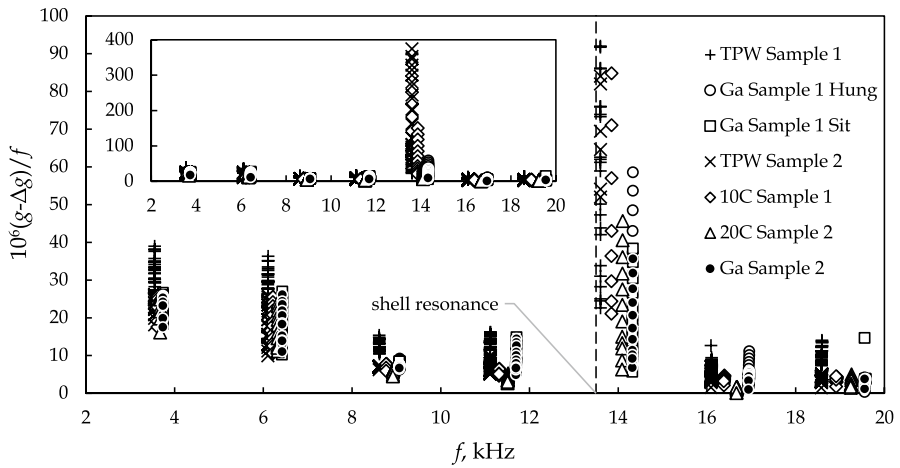 100
90
80
70
60
50
40
30
20
10
0
10⁶(g-Δg)/f
400
300
200
100
0
2 4 6 8 10 12 14 16 18 20
TPW Sample 1
Ga Sample 1 Hung
Ga Sample 1 Sit
TPW Sample 2
10C Sample 1
20C Sample 2
Ga Sample 2
shell resonance
2 4 6 8 10 12 14 16 18 20
f, kHz